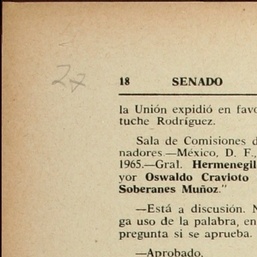 27
18 SENADO
la Unión expidió en favo
tuche Rodríguez.
Sala de Comisiones d
nadores.—México, D. F.,
1965.—Gral. Hermenegil
yor Oswaldo Cravioto
Soberanes Muñoz."
—Está a discusión. N
ga uso de la palabra, en
pregunta si se aprueba.
—Aprobado.